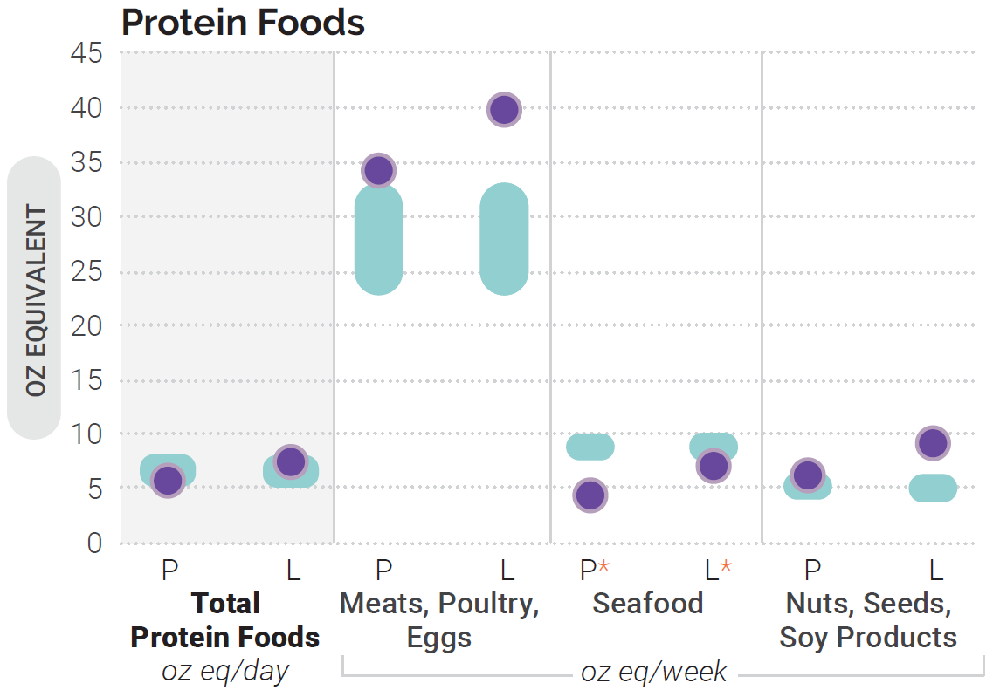 Protein Foods
45
40
35
30
25
20
15
10
5
0
OZ EQUIVALENT
P L P L P* L* P L
Total Meats, Poultry, Seafood Nuts, Seeds,
Protein Foods Eggs Soy Products
oz eq/day oz eq/week